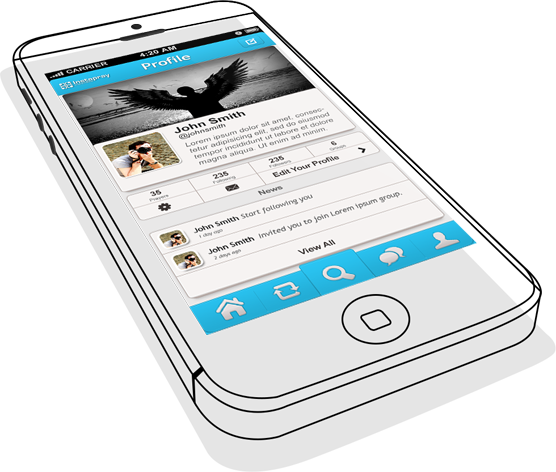 CARRIER
4:20 AM
Instapray
Profile
John Smith
@johnsmith
Lorem ipsum dolor sit amet, consec-
tetur adipisicing elit, sed do eiusmod
tempor incididunt ut labore et dolore
magna aliqua. Ut enim ad minim.
35
235
Following
235
6
Groups
Edit Your Profile
News
John Smith Start following you
1 day ago
John Smith Invited you to join Lorem Ipsum group.
2 days ago
View All